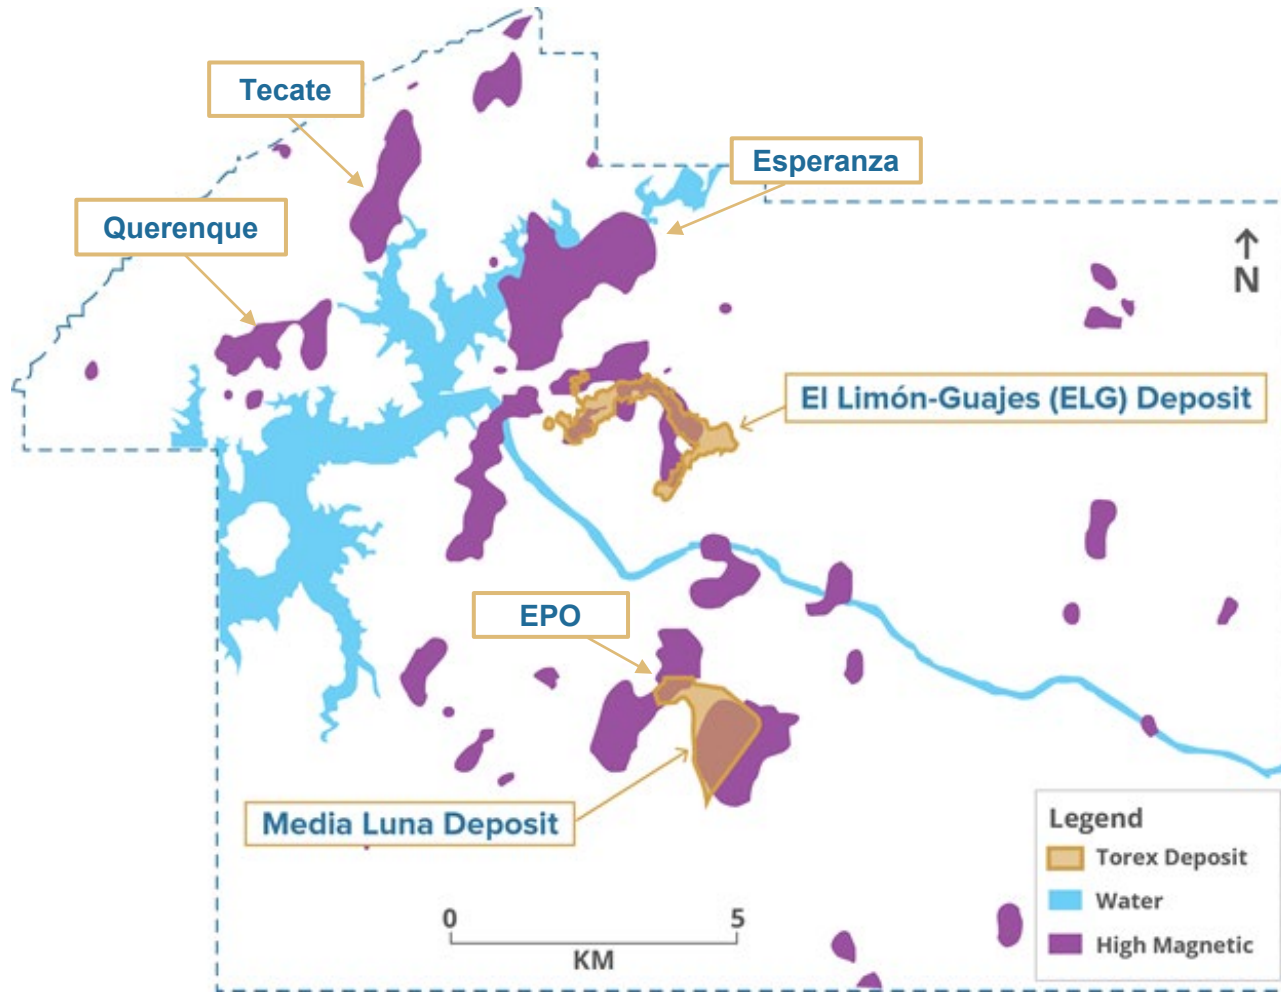 Tecate
Esperanza
Querenque
N
El Limón-Guajes (ELG) Deposit
EPO
Media Luna Deposit
0 5
KM
Legend
Torex Deposit
Water
High Magnetic